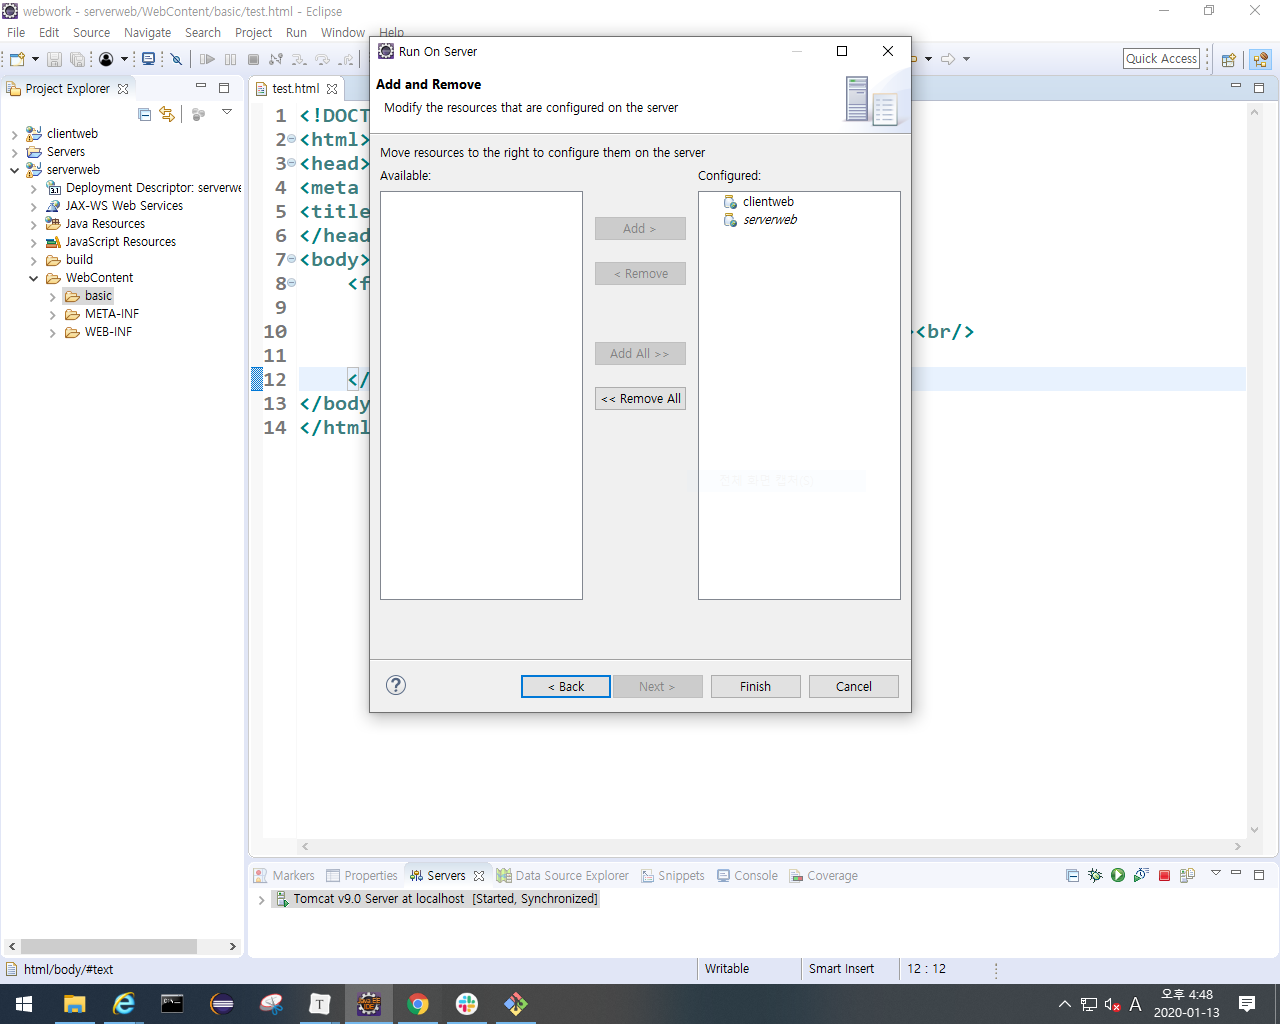 webwork - serverweb/WebContent/basic/test.html - Eclipse
File Edit Source Navigate Search Project Run Window Help
Quick Access
Project Explorer
clientweb
Servers
serverweb
3.1 Deployment Descriptor: serverwe
JAX-WS Web Services
Java Resources
JavaScript Resources
build
WebContent
basic
META-INF
WEB-INF
test.html
1 <!DOCT
2 <html>
3 <head>
4 <meta
5 <title
6 </head
7 <body>
8 <f
9
10 ><br/>
11
12 </
13 </body
14 </html
Run On Server
Add and Remove
Modify the resources that are configured on the server
Move resources to the right to configure them on the server
Available:
Configured:
clientweb
serverweb
Add >
< Remove
Add All >>
<< Remove All
? < Back Next > Finish Cancel
Markers Properties Servers Data Source Explorer Snippets Console Coverage
Tomcat v9.0 Server at localhost [Started, Synchronized]
html/body/#text Writable Smart Insert 12 : 12
T
A
오후 4:48
2020-01-13